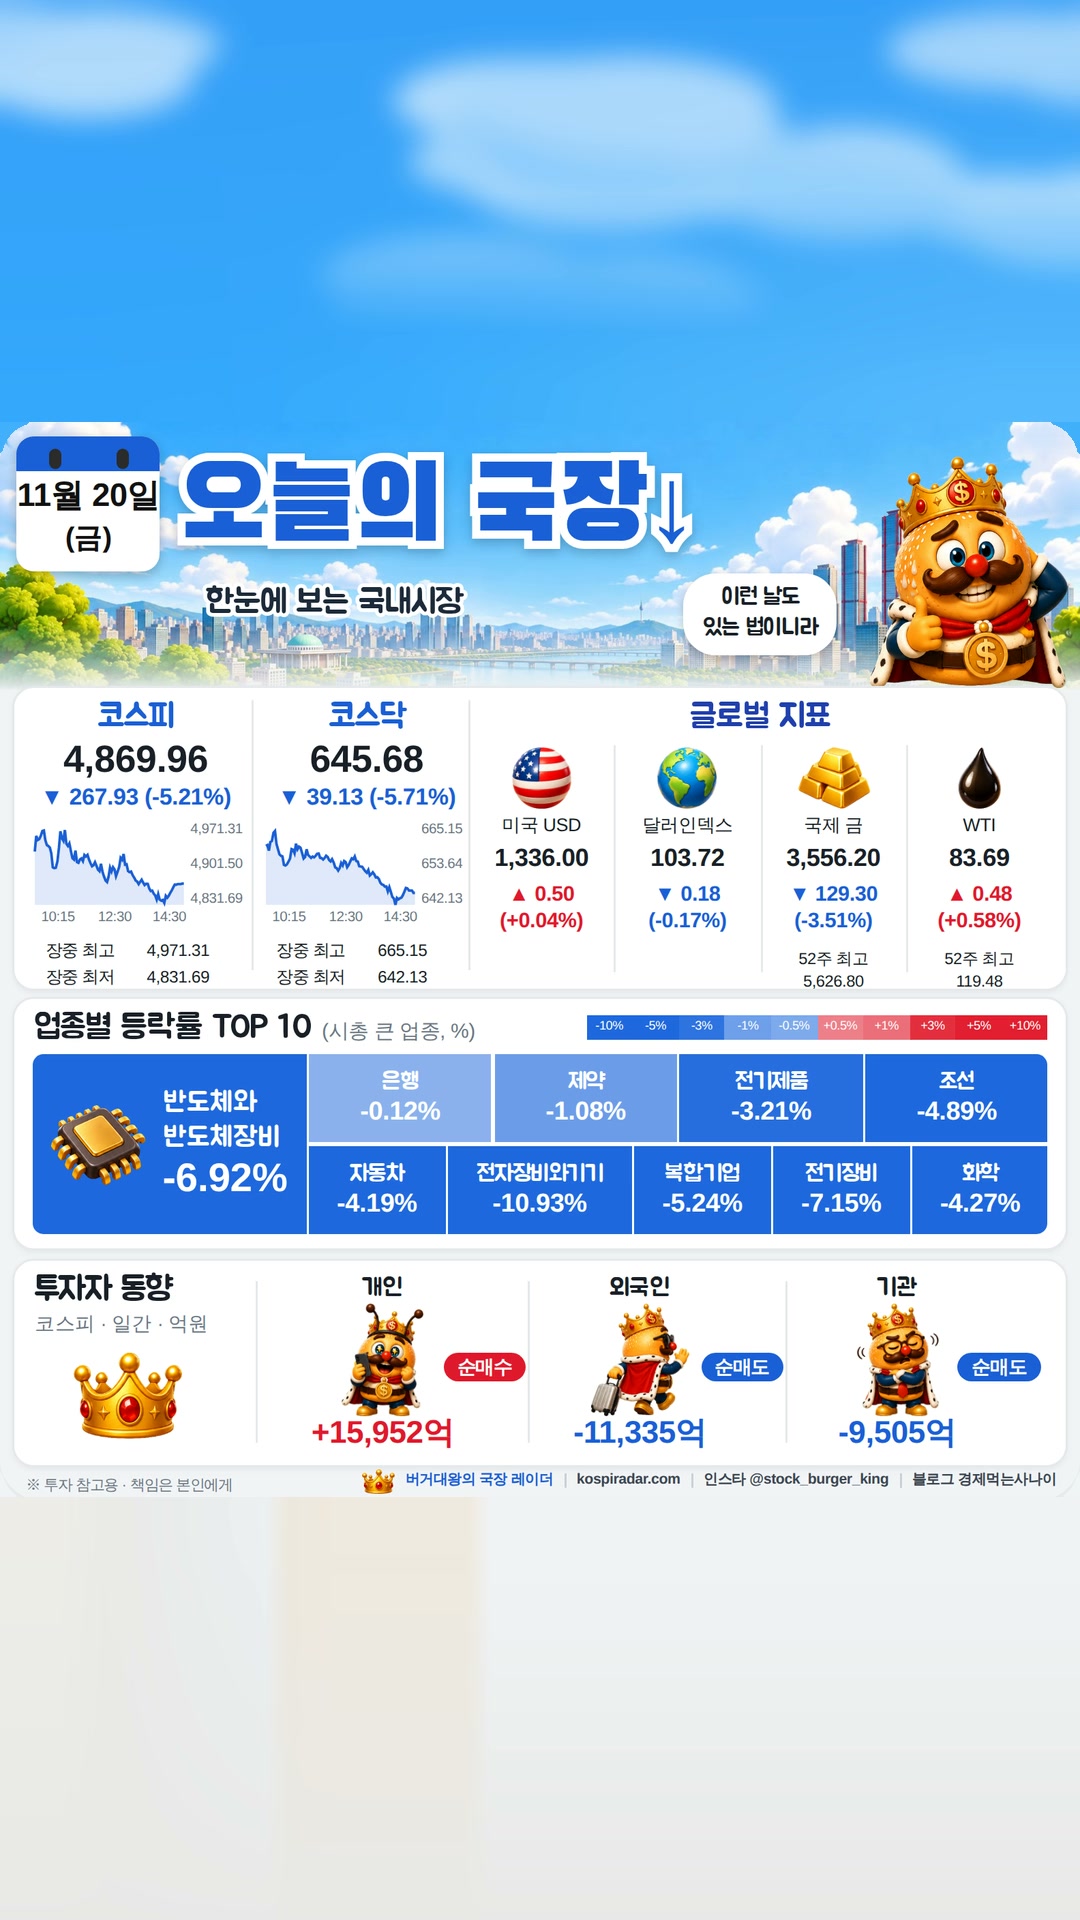 11월 20일
(금)
오늘의 국장↓
한눈에 보는 국내시장
이런 날도
있는 법이니라
코스피
4,869.96
▼ 267.93 (-5.21%)
4,971.31
4,901.50
4,831.69
10:15 12:30 14:30
장중 최고 4,971.31
장중 최저 4,831.69
코스닥
645.68
▼ 39.13 (-5.71%)
665.15
653.64
642.13
10:15 12:30 14:30
장중 최고 665.15
장중 최저 642.13
글로벌 지표
미국 USD
1,336.00
▲ 0.50
(+0.04%)
달러인덱스
103.72
▼ 0.18
(-0.17%)
국제 금
3,556.20
▼ 129.30
(-3.51%)
52주 최고
5,626.80
WTI
83.69
▲ 0.48
(+0.58%)
52주 최고
119.48
업종별 등락률 TOP 10 (시총 큰 업종, %)
-10% -5% -3% -1% -0.5% +0.5% +1% +3% +5% +10%
반도체와
반도체장비
-6.92%
은행
-0.12%
제약
-1.08%
전기제품
-3.21%
조선
-4.89%
자동차
-4.19%
전자장비와기기
-10.93%
복합기업
-5.24%
전기장비
-7.15%
화학
-4.27%
투자자 동향
코스피 · 일간 · 억원
개인
순매수
+15,952억
외국인
순매도
-11,335억
기관
순매도
-9,505억
※ 투자 참고용 · 책임은 본인에게
버거대왕의 국장 레이더 | kospiradar.com | 인스타 @stock_burger_king | 블로그 경제먹는사나이